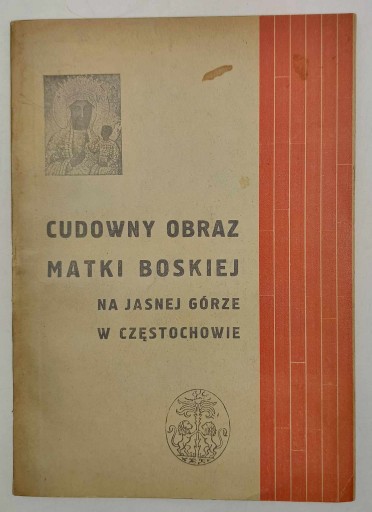 CUDOWNY OBRAZ
MATKI BOSKIEJ
NA JASNEJ GÓRZE
W CZĘSTOCHOWIE